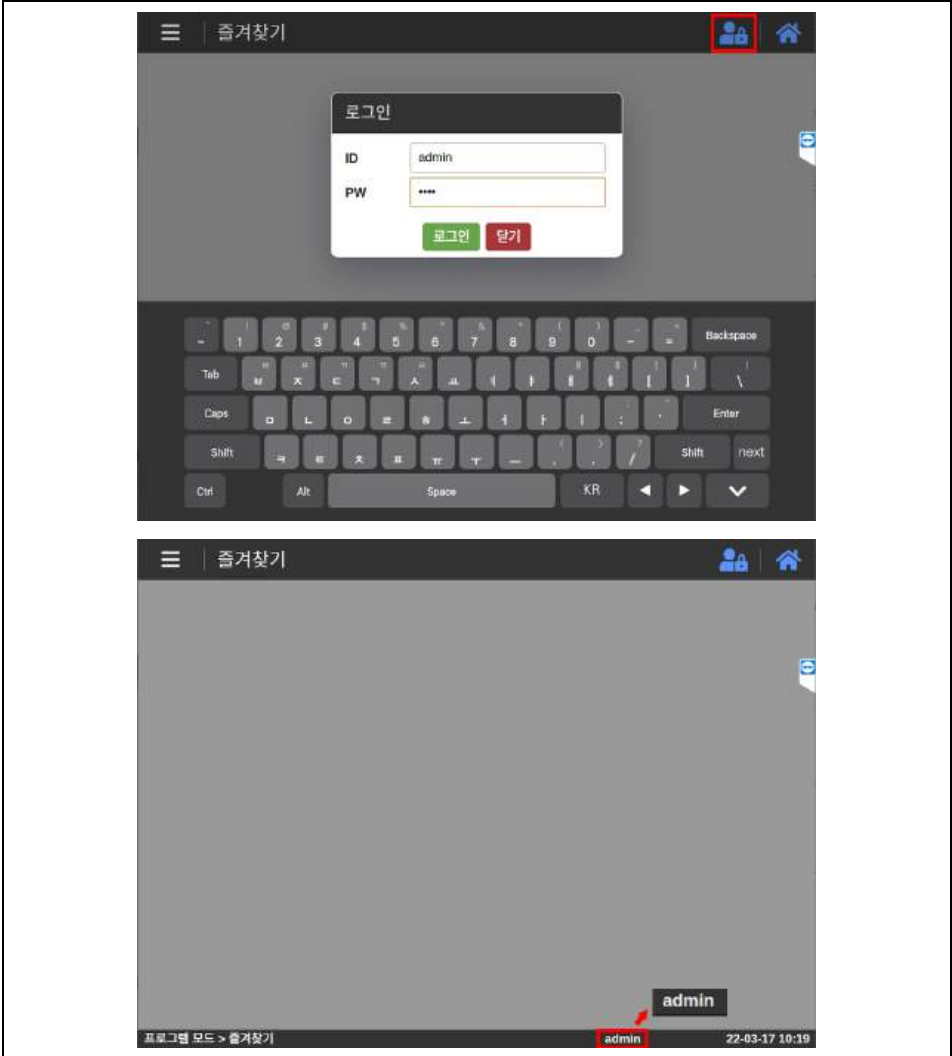 즐겨찾기
로그인
ID admin
PW ••••
로그인 닫기
1 2 3 4 5 6 7 8 9 0 - = Backspace
Tab ㅂ ㅈ ㄷ ㄱ ㅅ ㅛ ㅕ ㅑ ㅐ ㅔ [ ] \
Caps ㅁ ㄴ ㅇ ㄹ ㅎ ㅗ ㅓ ㅏ ㅣ ; Enter
Shift ㅋ ㅌ ㅊ ㅍ ㅠ ㅜ ㅡ / Shift next
Ctrl Alt Space KR
즐겨찾기
admin
프로그램 모드 > 즐겨찾기 admin 22-03-17 10:19